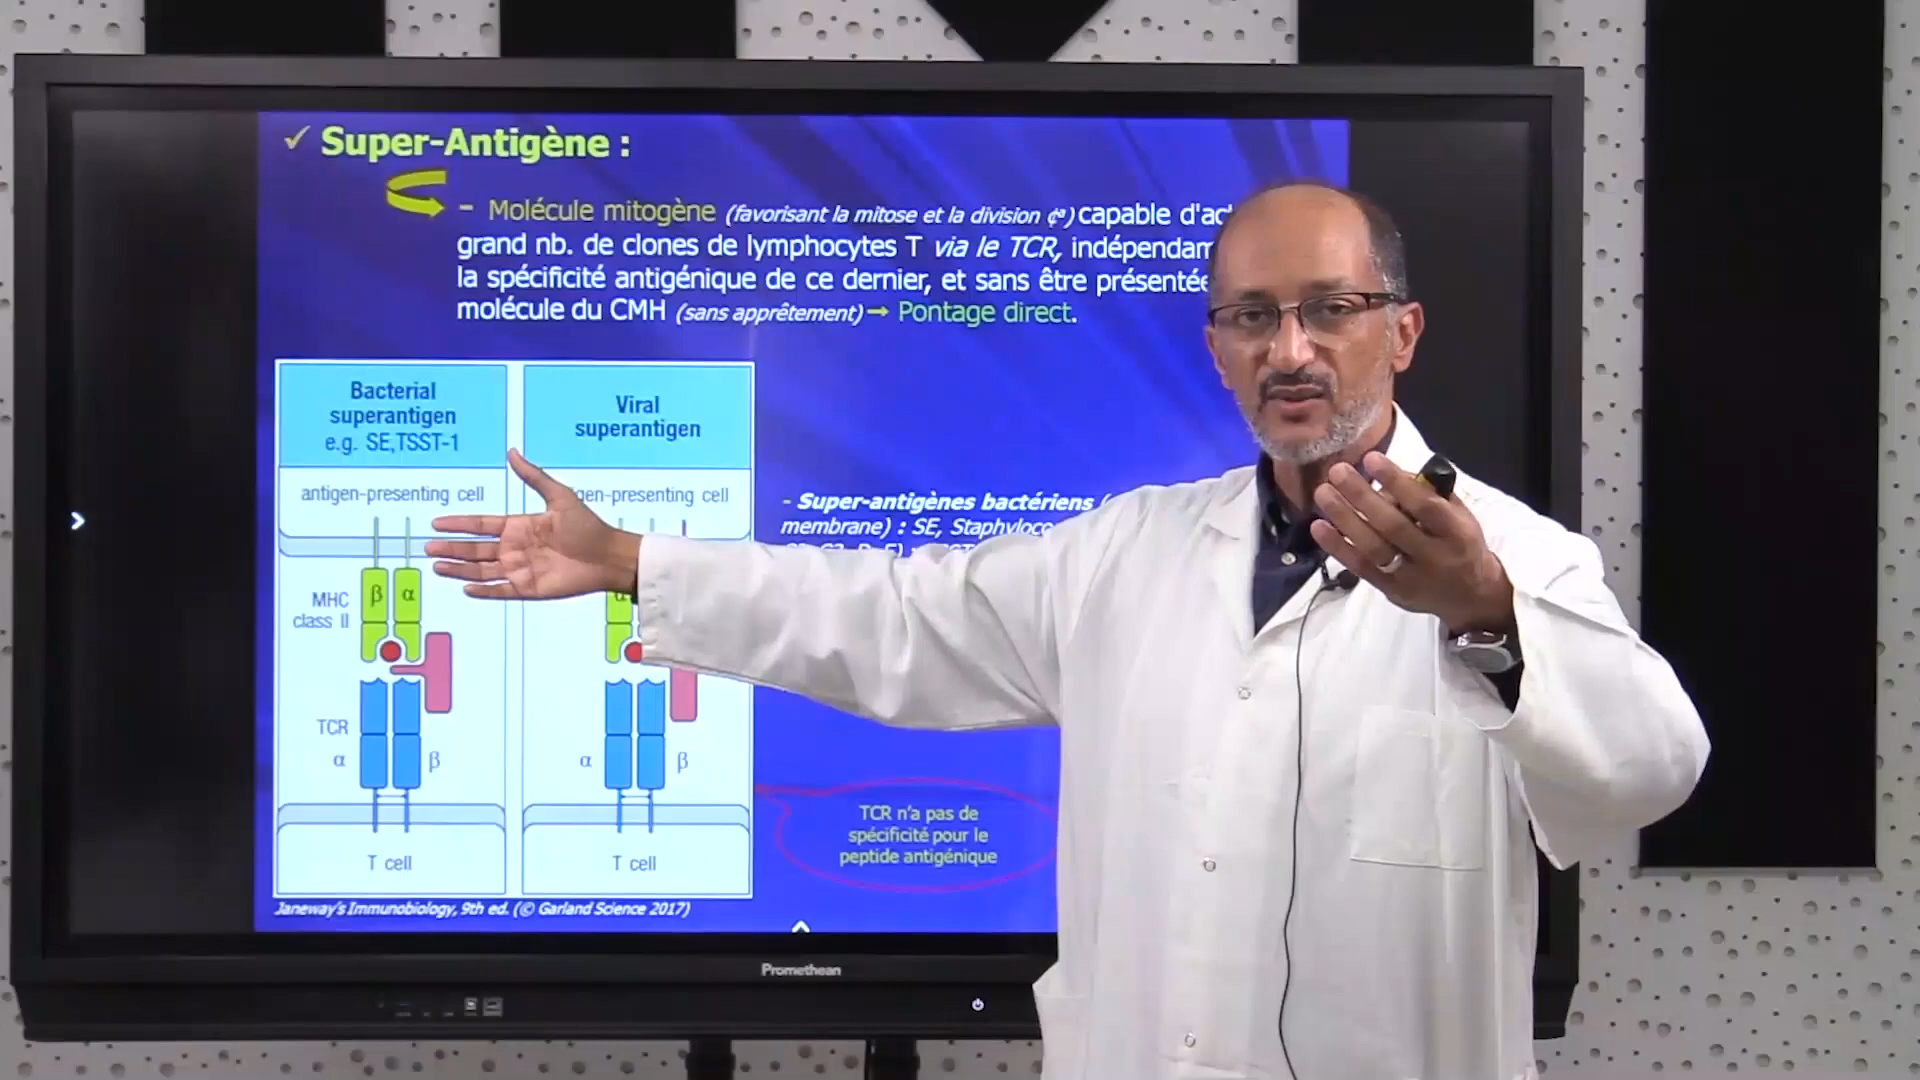 ✓ Super-Antigène :
- Molécule mitogène (favorisant la mitose et la division ¢ª) capable d'ac
grand nb. de clones de lymphocytes T via le TCR, indépendam
la spécificité antigénique de ce dernier, et sans être présentée
molécule du CMH (sans apprêtement) → Pontage direct.
Bacterial
superantigen
e.g. SE,TSST-1
antigen-presenting cell
MHC
class II
β α
TCR
α β
T cell
Viral
superantigen
igen-presenting cell
α
α β
T cell
- Super-antigènes bactériens (
membrane) : SE, Staphyloco
TCR n'a pas de
spécificité pour le
peptide antigénique
Janeway's Immunobiology, 9th ed. (© Garland Science 2017)
Promethean